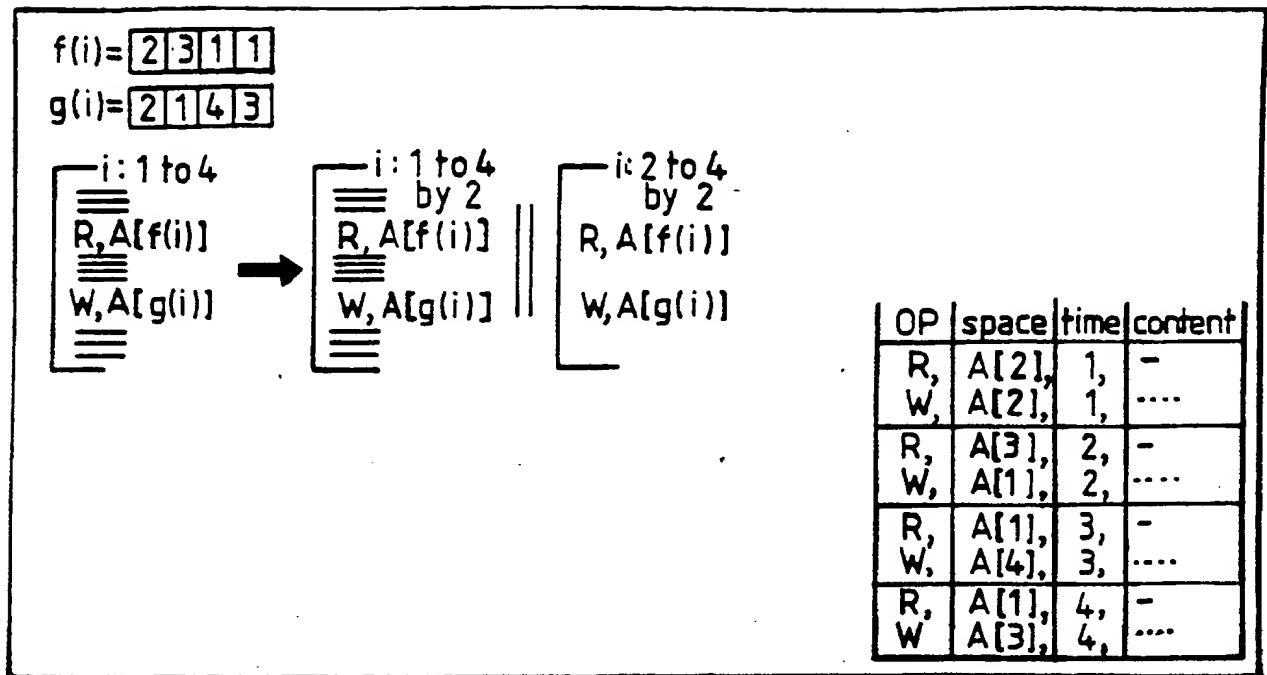 f(i)= 2 3 1 1
g(i)= 2 1 4 3
i: 1 to 4
R, A[f(i)]
W, A[g(i)]
i: 1 to 4
by 2
R, A[f(i)]
W, A[g(i)]
i: 2 to 4
by 2
R, A[f(i)]
W, A[g(i)]
OP space time content
R, A[2], 1, -
W, A[2], 1, ····
R, A[3], 2, -
W, A[1], 2, ····
R, A[1], 3, -
W, A[4], 3, ····
R, A[1], 4, -
W A[3], 4, ····